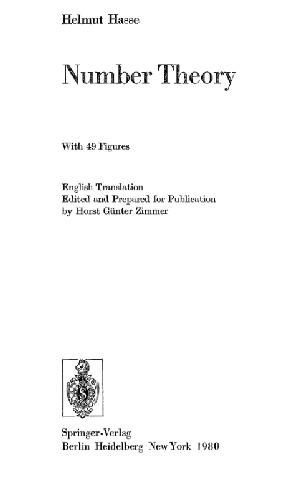 Helmut Hasse
Number Theory
With 49 Figures
English Translation
Edited and Prepared for Publication
by Horst Günter Zimmer
Springer-Verlag
Berlin Heidelberg New York 1980